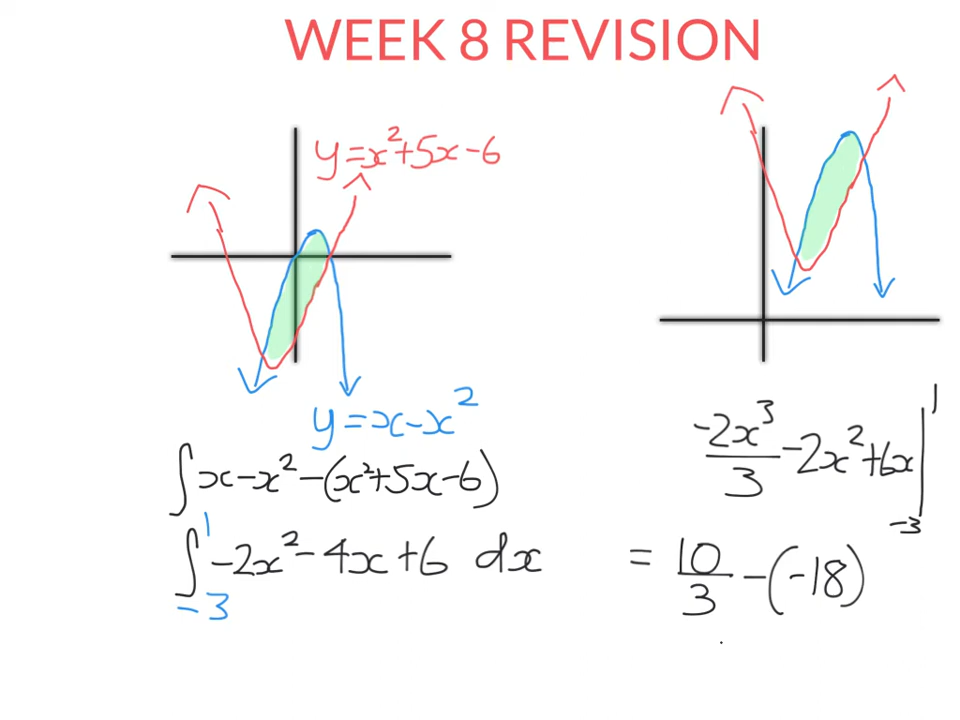 WEEK 8 REVISION
y=x²+5x-6
y=x-x²
∫x-x²-(x²+5x-6)
∫₋₃¹ -2x²-4x+6 dx
-2x³/3 -2x²+6x|₋₃¹
= 10/3 -(-18)